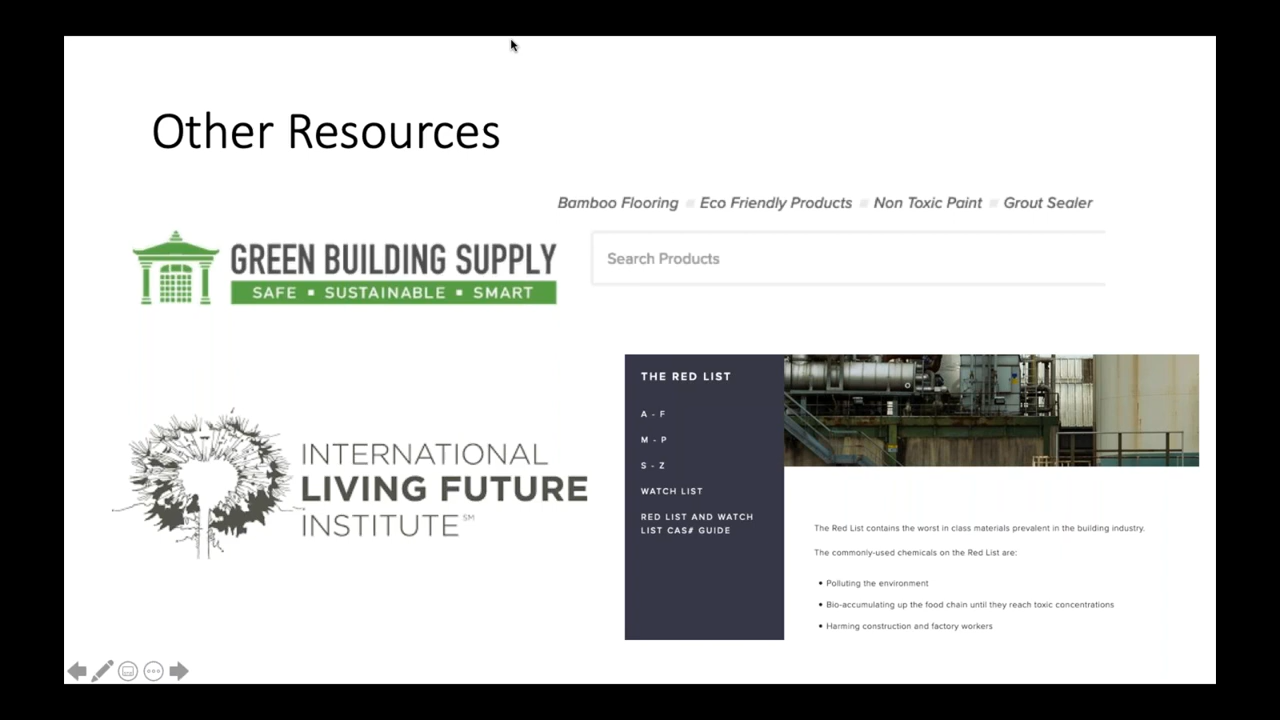 Other Resources
Bamboo Flooring Eco Friendly Products Non Toxic Paint Grout Sealer
GREEN BUILDING SUPPLY
SAFE ▪ SUSTAINABLE ▪ SMART
Search Products
INTERNATIONAL
LIVING FUTURE
INSTITUTE℠
THE RED LIST
A - F
M - P
S - Z
WATCH LIST
RED LIST AND WATCH
LIST CAS# GUIDE
The Red List contains the worst in class materials prevalent in the building industry.
The commonly-used chemicals on the Red List are:
• Polluting the environment
• Bio-accumulating up the food chain until they reach toxic concentrations
• Harming construction and factory workers